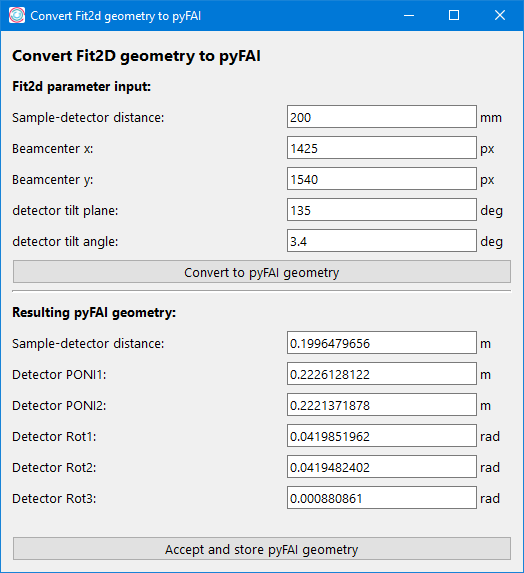 Convert Fit2d geometry to pyFAI
Convert Fit2D geometry to pyFAI
Fit2d parameter input:
Sample-detector distance: 200 mm
Beamcenter x: 1425 px
Beamcenter y: 1540 px
detector tilt plane: 135 deg
detector tilt angle: 3.4 deg
Convert to pyFAI geometry
Resulting pyFAI geometry:
Sample-detector distance: 0.1996479656 m
Detector PONI1: 0.2226128122 m
Detector PONI2: 0.2221371878 m
Detector Rot1: 0.0419851962 rad
Detector Rot2: 0.0419482402 rad
Detector Rot3: 0.000880861 rad
Accept and store pyFAI geometry